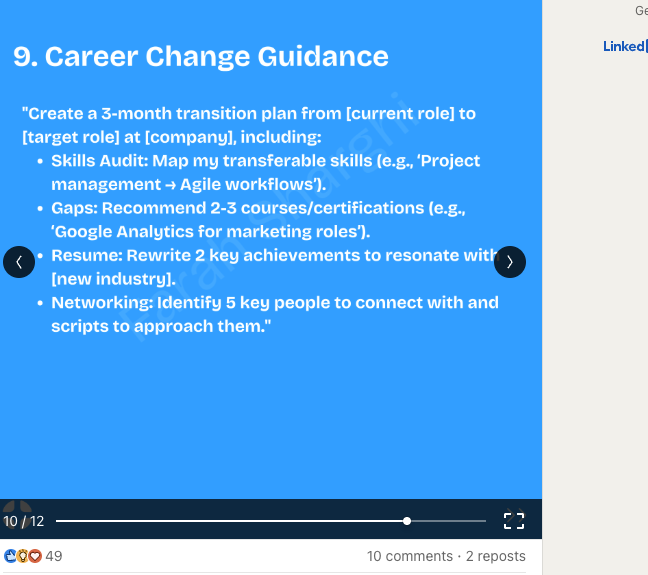 Ge
Linked
9. Career Change Guidance
"Create a 3-month transition plan from [current role] to
[target role] at [company], including:
• Skills Audit: Map my transferable skills (e.g., ‘Project
management → Agile workflows’).
• Gaps: Recommend 2-3 courses/certifications (e.g.,
‘Google Analytics for marketing roles’).
• Resume: Rewrite 2 key achievements to resonate with
[new industry].
• Networking: Identify 5 key people to connect with and
scripts to approach them."
Farah Sharghi
10 / 12
49
10 comments · 2 reposts